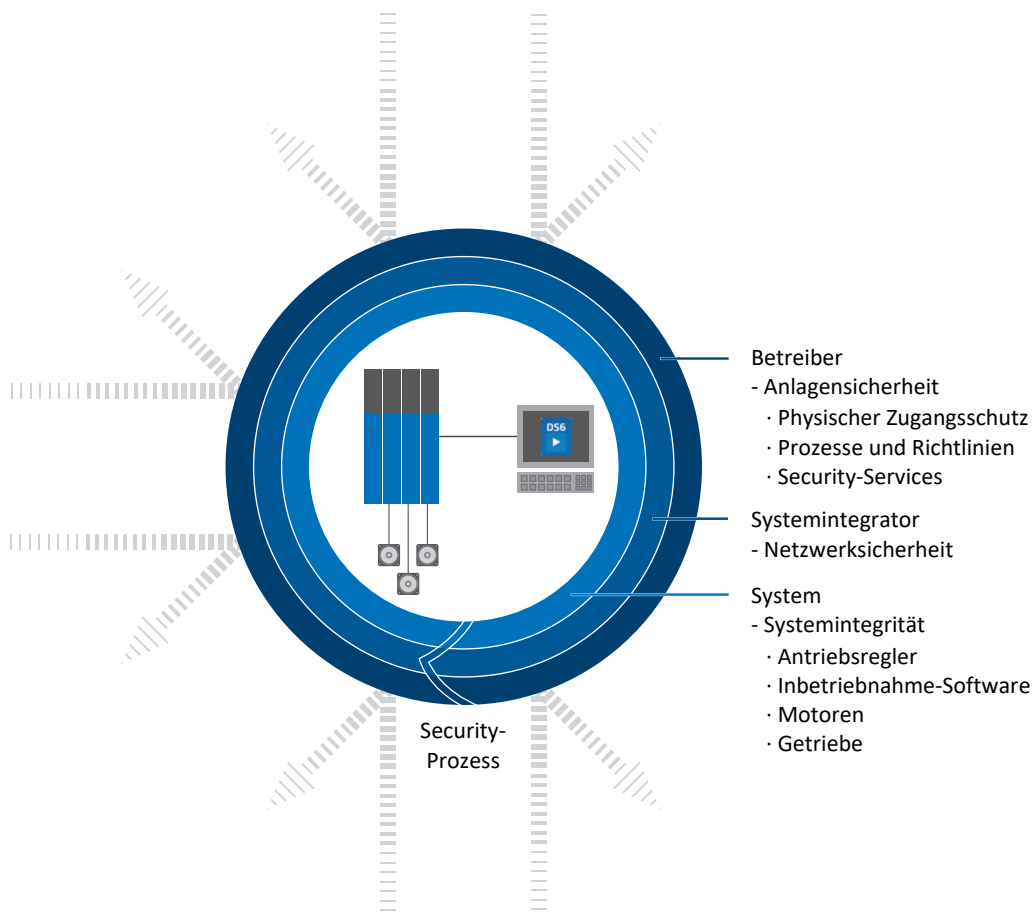 DS6
Betreiber
- Anlagensicherheit
· Physischer Zugangsschutz
· Prozesse und Richtlinien
· Security-Services
Systemintegrator
- Netzwerksicherheit
System
- Systemintegrität
· Antriebsregler
· Inbetriebnahme-Software
· Motoren
· Getriebe
Security-
Prozess